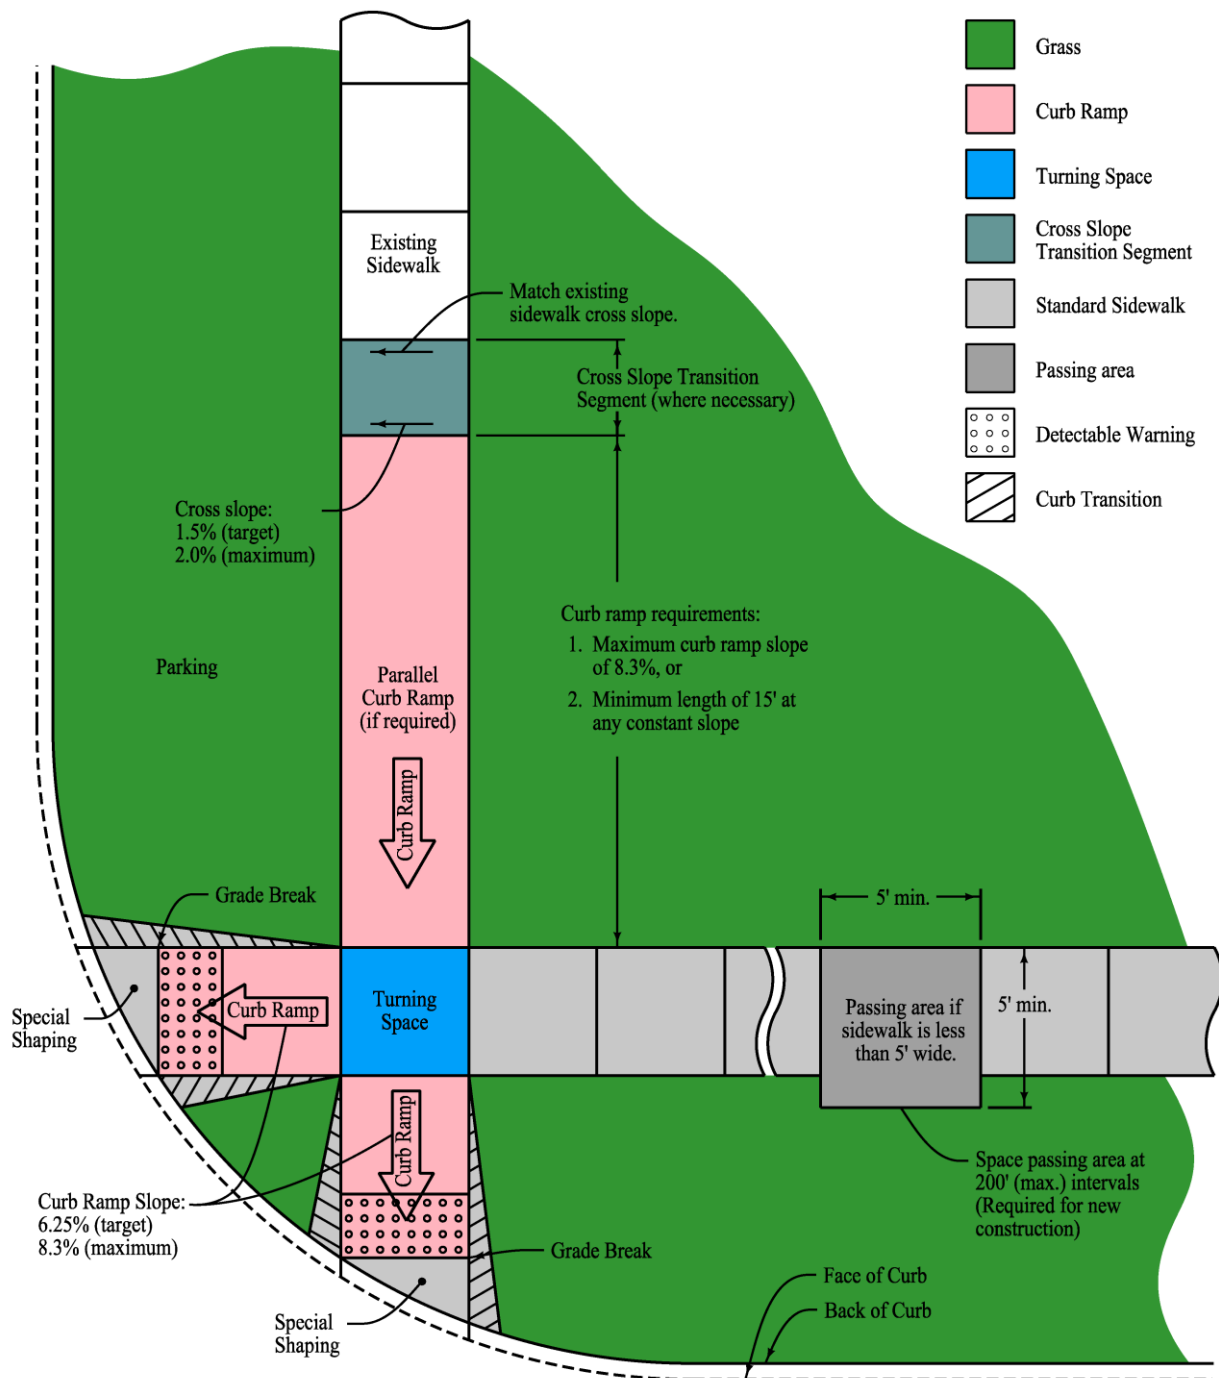 Grass
Curb Ramp
Turning Space
Cross Slope
Transition Segment
Standard Sidewalk
Passing area
Detectable Warning
Curb Transition
Existing
Sidewalk
Match existing
sidewalk cross slope.
Cross Slope Transition
Segment (where necessary)
Cross slope:
1.5% (target)
2.0% (maximum)
Curb ramp requirements:
1. Maximum curb ramp slope
of 8.3%, or
2. Minimum length of 15' at
any constant slope
Parking
Parallel
Curb Ramp
(if required)
Curb Ramp
Grade Break
5' min.
Special
Shaping
Curb Ramp
Turning
Space
Passing area if
sidewalk is less
than 5' wide.
5' min.
Curb Ramp
Curb Ramp Slope:
6.25% (target)
8.3% (maximum)
Space passing area at
200' (max.) intervals
(Required for new
construction)
Grade Break
Face of Curb
Back of Curb
Special
Shaping